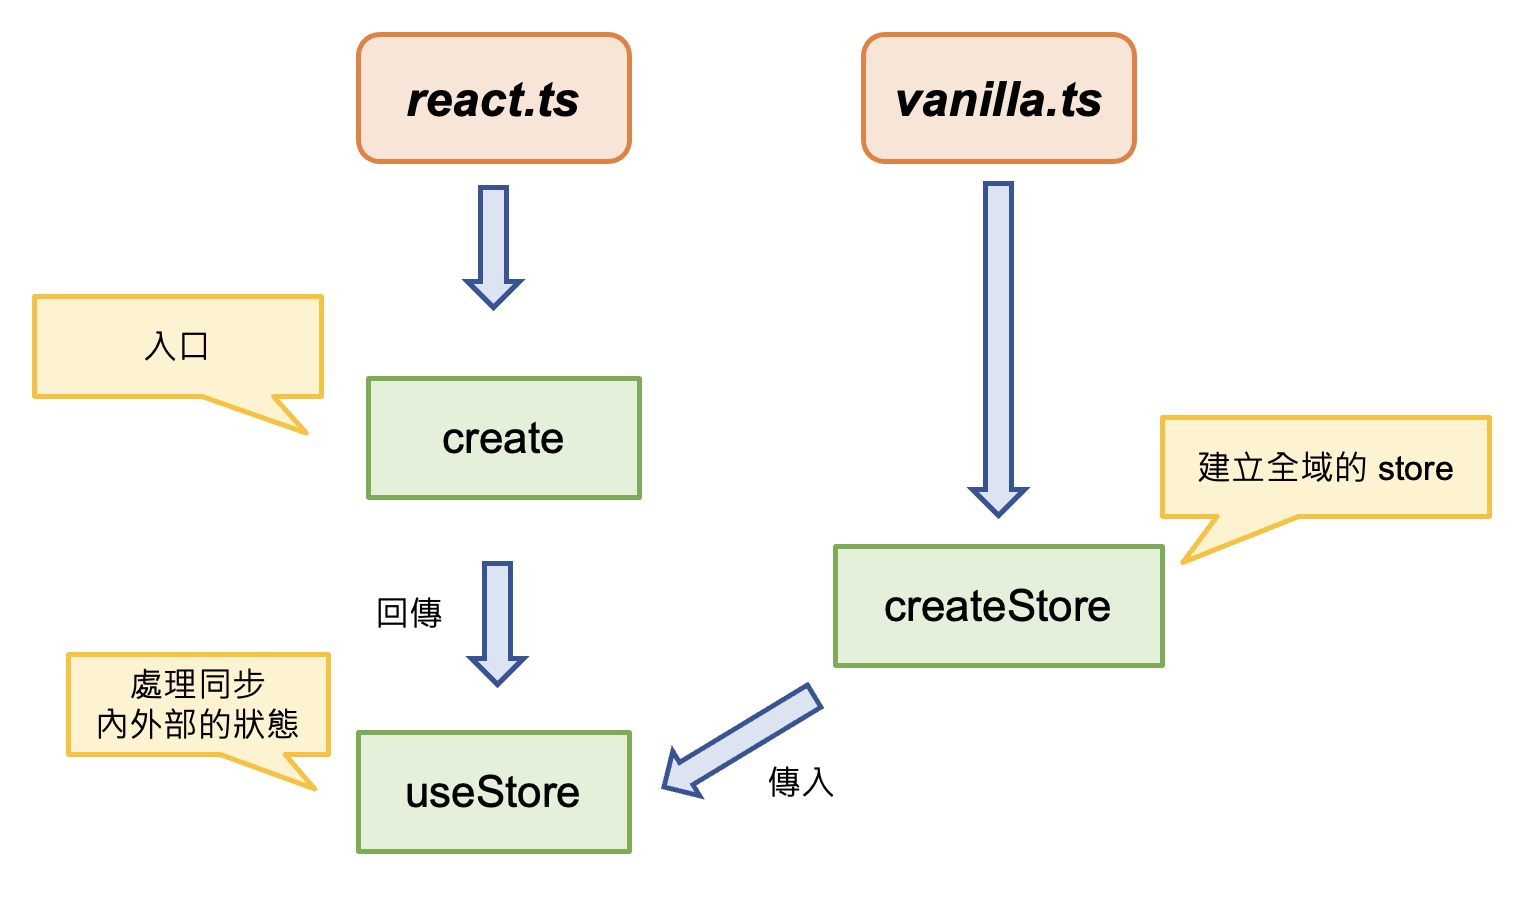 react.ts
vanilla.ts
入口
create
建立全域的 store
回傳
createStore
處理同步
內外部的狀態
useStore
傳入